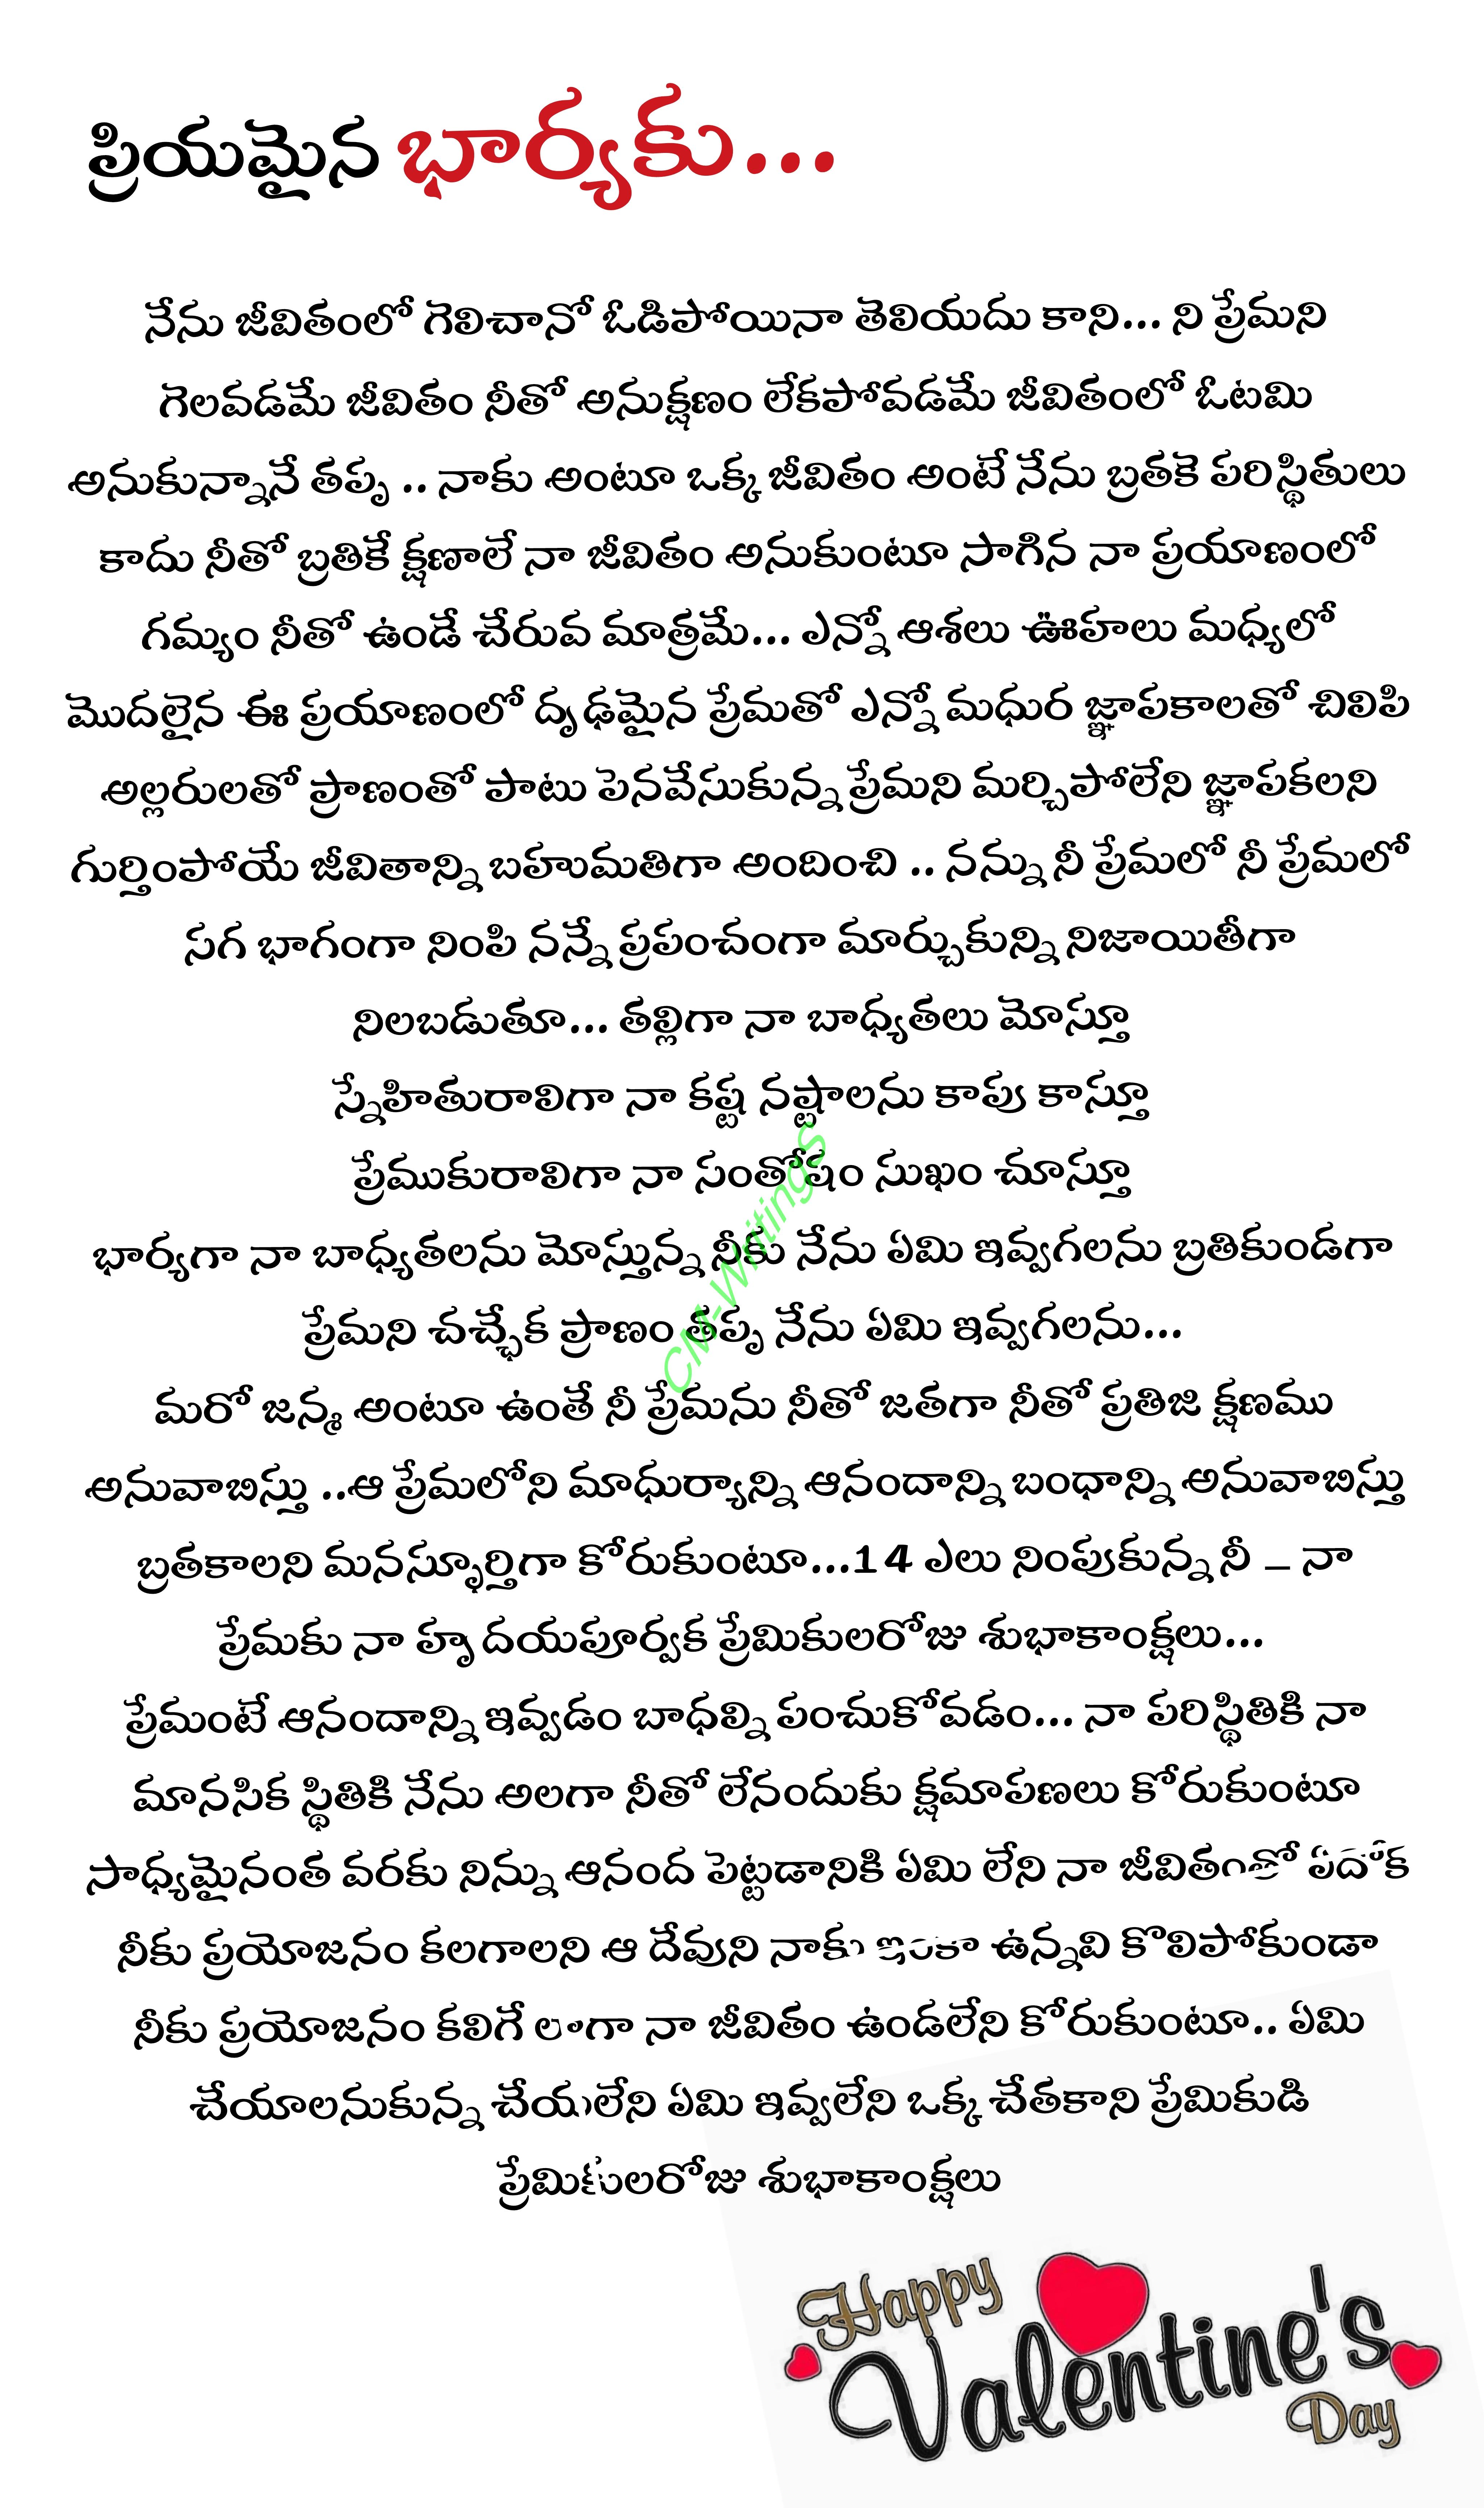 ప్రియమైన భార్యకు...
నేను జీవితంలో గెలిచానో ఓడిపోయినా తెలియదు కాని... ని ప్రేమని
గెలవడమే జీవితం నీతో అనుక్షణం లేకపోవడమే జీవితంలో ఓటమి
అనుకున్నానే తప్ప .. నాకు అంటూ ఒక్క జీవితం అంటే నేను బ్రతకె పరిస్థితులు
కాదు నీతో బ్రతికే క్షణాలే నా జీవితం అనుకుంటూ సాగిన నా ప్రయాణంలో
గమ్యం నీతో ఉండే చేరువ మాత్రమే... ఎన్నో ఆశలు ఊహలు మధ్యలో
మొదలైన ఈ ప్రయాణంలో దృఢమైన ప్రేమతో ఎన్నో మధుర జ్ఞాపకాలతో చిలిపి
అల్లరులతో ప్రాణంతో పాటు పెనవేసుకున్న ప్రేమని మర్చిపోలేని జ్ఞాపకలని
గుర్తింపోయే జీవితాన్ని బహుమతిగా అందించి .. నన్ను నీ ప్రేమలో నీ ప్రేమలో
సగ భాగంగా నింపి నన్నే ప్రపంచంగా మార్చుకున్ని నిజాయితీగా
నిలబడుతూ... తల్లిగా నా బాధ్యతలు మోస్తూ
స్నేహితురాలిగా నా కష్ట నష్టాలను కాపు కాస్తూ
ప్రేముకురాలిగా నా సంతోషం సుఖం చూస్తూ
భార్యగా నా బాధ్యతలను మోస్తున్న నీకు నేను ఏమి ఇవ్వగలను బ్రతికుండగా
ప్రేమని చచ్ఛేక ప్రాణం తప్ప నేను ఏమి ఇవ్వగలను...
CM-Writings
మరో జన్మ అంటూ ఉంతే నీ ప్రేమను నీతో జతగా నీతో ప్రతిజి క్షణము
అనువాబిస్తు ..ఆ ప్రేమలోని మాధుర్యాన్ని ఆనందాన్ని బంధాన్ని అనువాబిస్తు
బ్రతకాలని మనస్ఫూర్తిగా కోరుకుంటూ...14 ఎలు నింపుకున్న నీ – నా
ప్రేమకు నా హృదయపూర్వక ప్రేమికులరోజు శుభాకాంక్షలు...
ప్రేమంటే ఆనందాన్ని ఇవ్వడం బాధల్ని పంచుకోవడం... నా పరిస్థితికి నా
మానసిక స్థితికి నేను అలగా నీతో లేనందుకు క్షమాపణలు కోరుకుంటూ
సాధ్యమైనంత వరకు నిన్ను ఆనంద పెట్టడానికి ఏమి లేని నా జీవితంతో ఏదోక
నీకు ప్రయోజనం కలగాలని ఆ దేవుని నాకు ఇంకా ఉన్నవి కొలిపోకుండా
నీకు ప్రయోజనం కలిగే లాగా నా జీవితం ఉండలేని కోరుకుంటూ.. ఏమి
చేయాలనుకున్న చేయలేని ఏమి ఇవ్వలేని ఒక్క చేతకాని ప్రేమికుడి
ప్రేమికులరోజు శుభాకాంక్షలు
Happy
Valentine's
Day